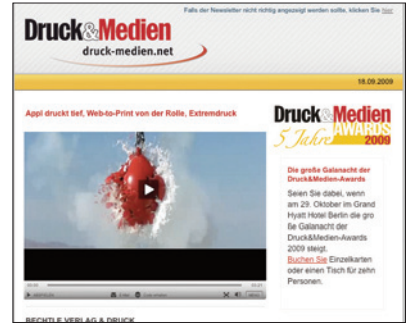 Falls der Newsletter nicht richtig angezeigt werden sollte, klicken Sie hier
Druck&Medien
druck-medien.net
18.09.2009
Appl druckt tief, Web-to-Print von der Rolle, Extremdruck
Druck&Medien
AWARDS
5 Jahre 2009
Die große Galanacht der
Druck&Medien-Awards
Seien Sie dabei, wenn
am 29. Oktober im Grand
Hyatt Hotel Berlin die gro
ße Galanacht der
Druck&Medien-Awards
2009 steigt.
Buchen Sie Einzelkarten
oder einen Tisch für zehn
Personen.
BECHTLE VERLAG & DRUCK